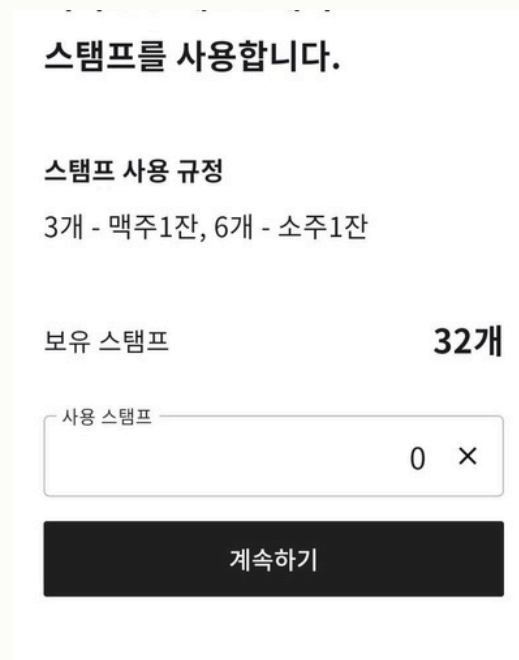 스탬프를 사용합니다.
스탬프 사용 규정
3개 - 맥주1잔, 6개 - 소주1잔
보유 스탬프 32개
사용 스탬프
0 ×
계속하기